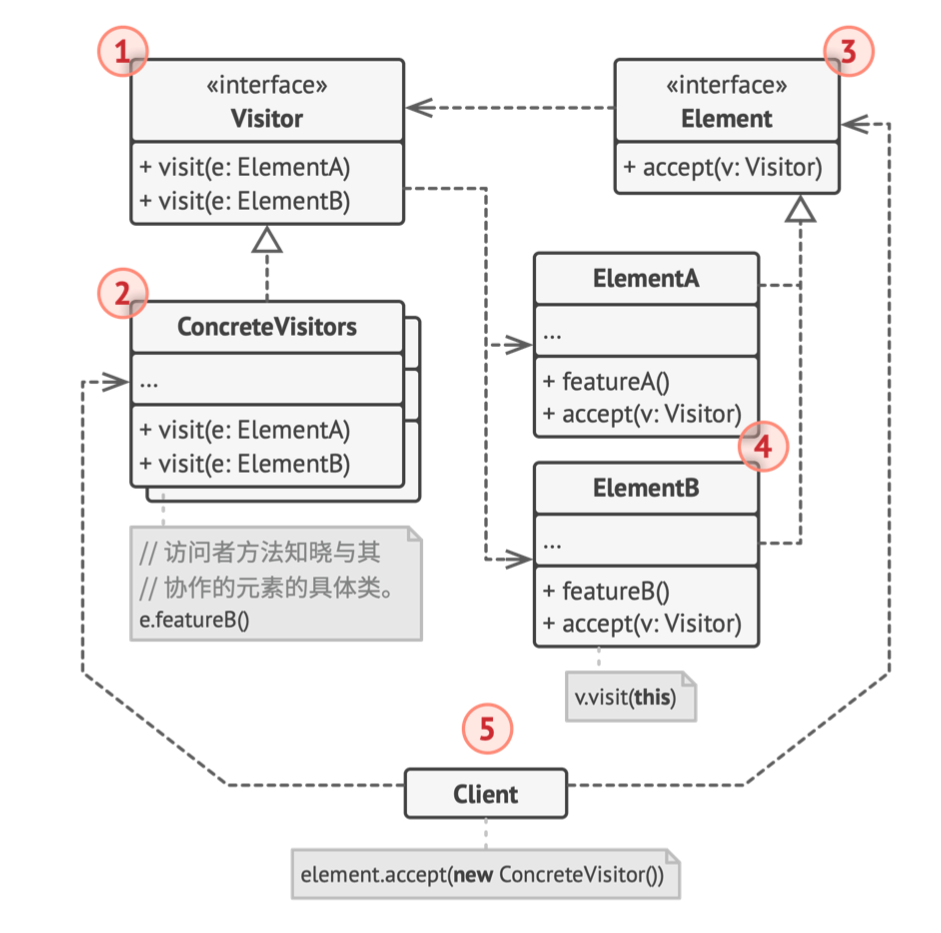 1
«interface»
Visitor
+ visit(e: ElementA)
+ visit(e: ElementB)
3
«interface»
Element
+ accept(v: Visitor)
2
ConcreteVisitors
...
+ visit(e: ElementA)
+ visit(e: ElementB)
// 访问者方法知晓与其
// 协作的元素的具体类。
e.featureB()
ElementA
...
+ featureA()
+ accept(v: Visitor)
4
ElementB
...
+ featureB()
+ accept(v: Visitor)
v.visit(this)
5
Client
element.accept(new ConcreteVisitor())